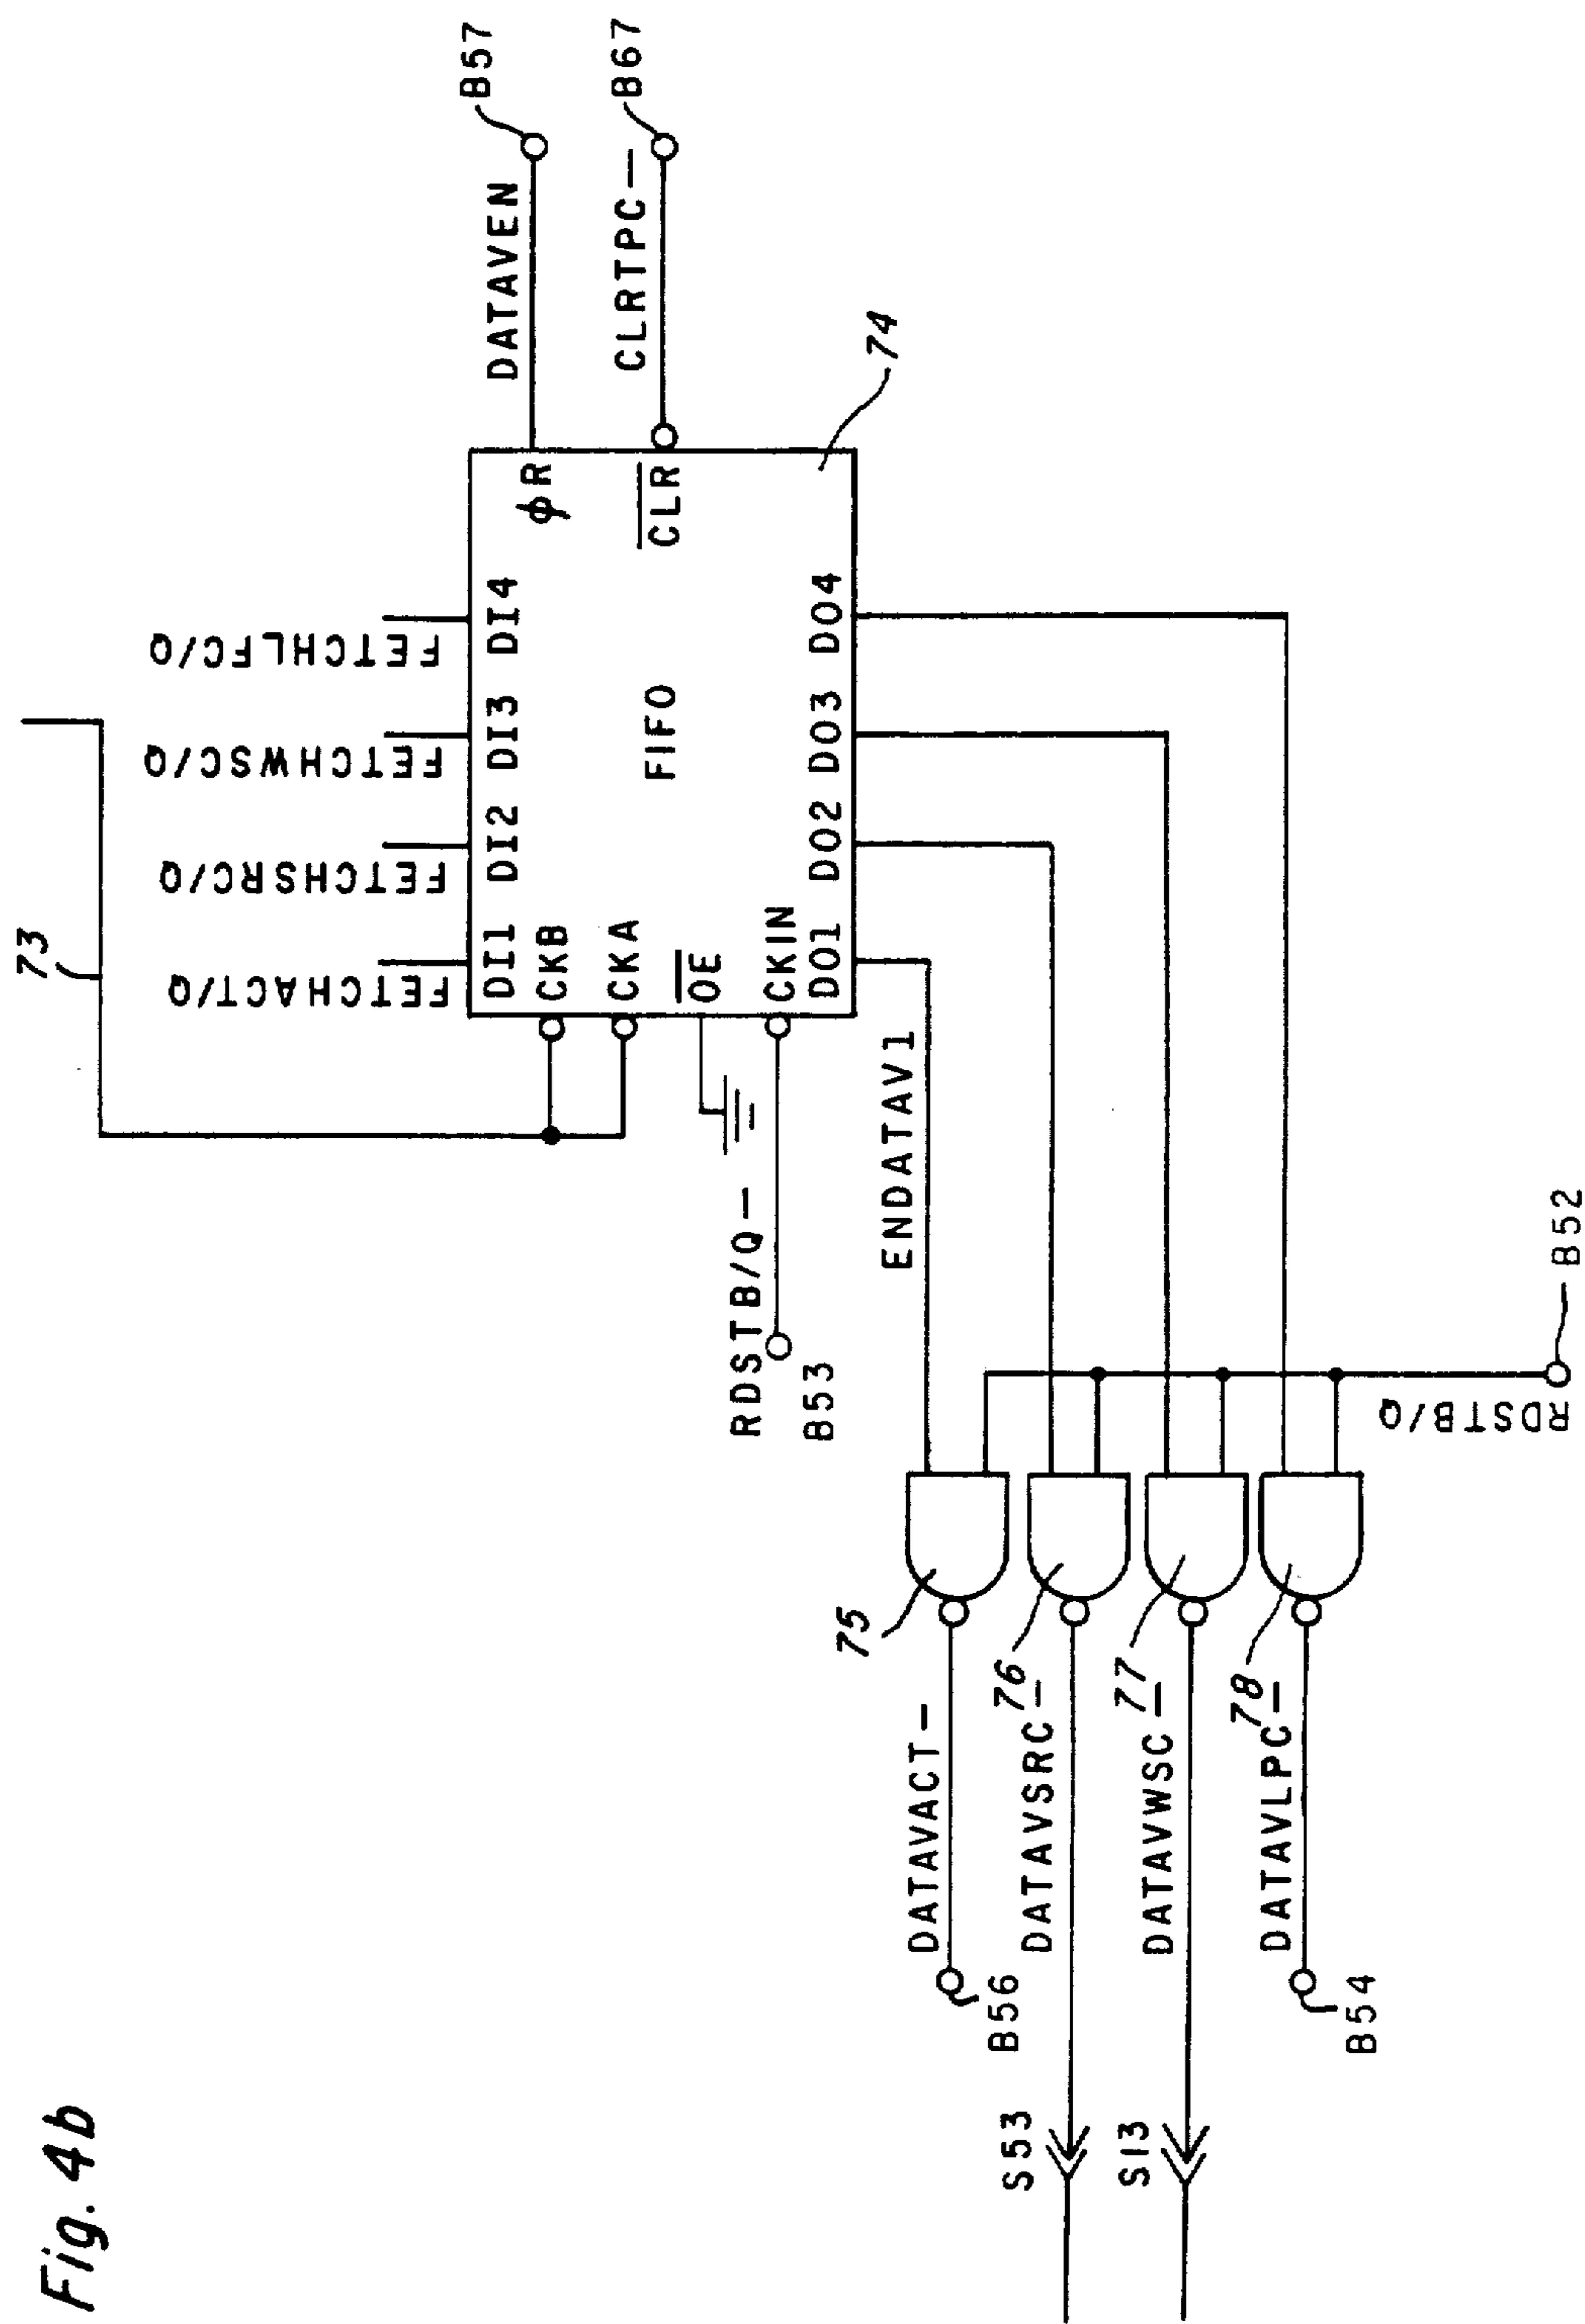 Fig. 4b
73
FETCHACT/Q
FETCHSRC/Q
FETCHWSC/Q
FETCHLFC/Q
DI1 DI2 DI3 DI4
CKB
CKA
OE
CKIN
FIFO
ΦR
CLR
DO1 DO2 DO3 DO4
DATAVEN
B57
CLRTPC—
B67
74
RDSTB/Q—
B53
ENDATAV1
RDSTB/Q
B52
75
76
77
78
DATAVACT—
B56
DATAVSRC—
S53
DATAVWSC—
S13
DATAVLPC—
B54